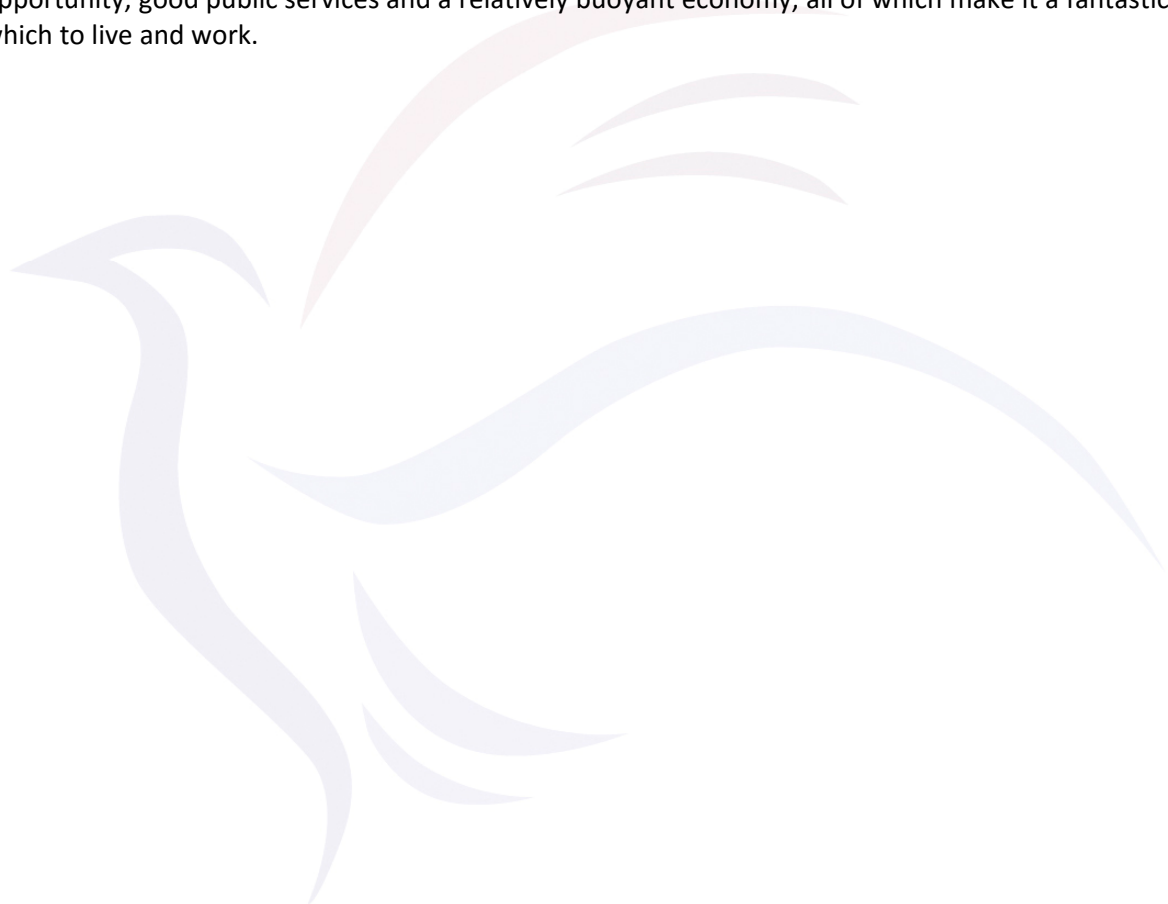 opportunity, good public services and a relatively buoyant economy, all of which make it a fantastic
which to live and work.